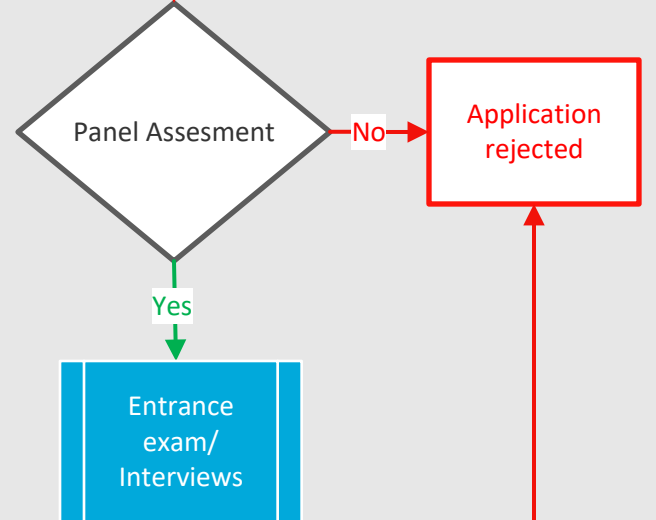 Panel Assesment
No
Application
rejected
Yes
Entrance
exam/
Interviews